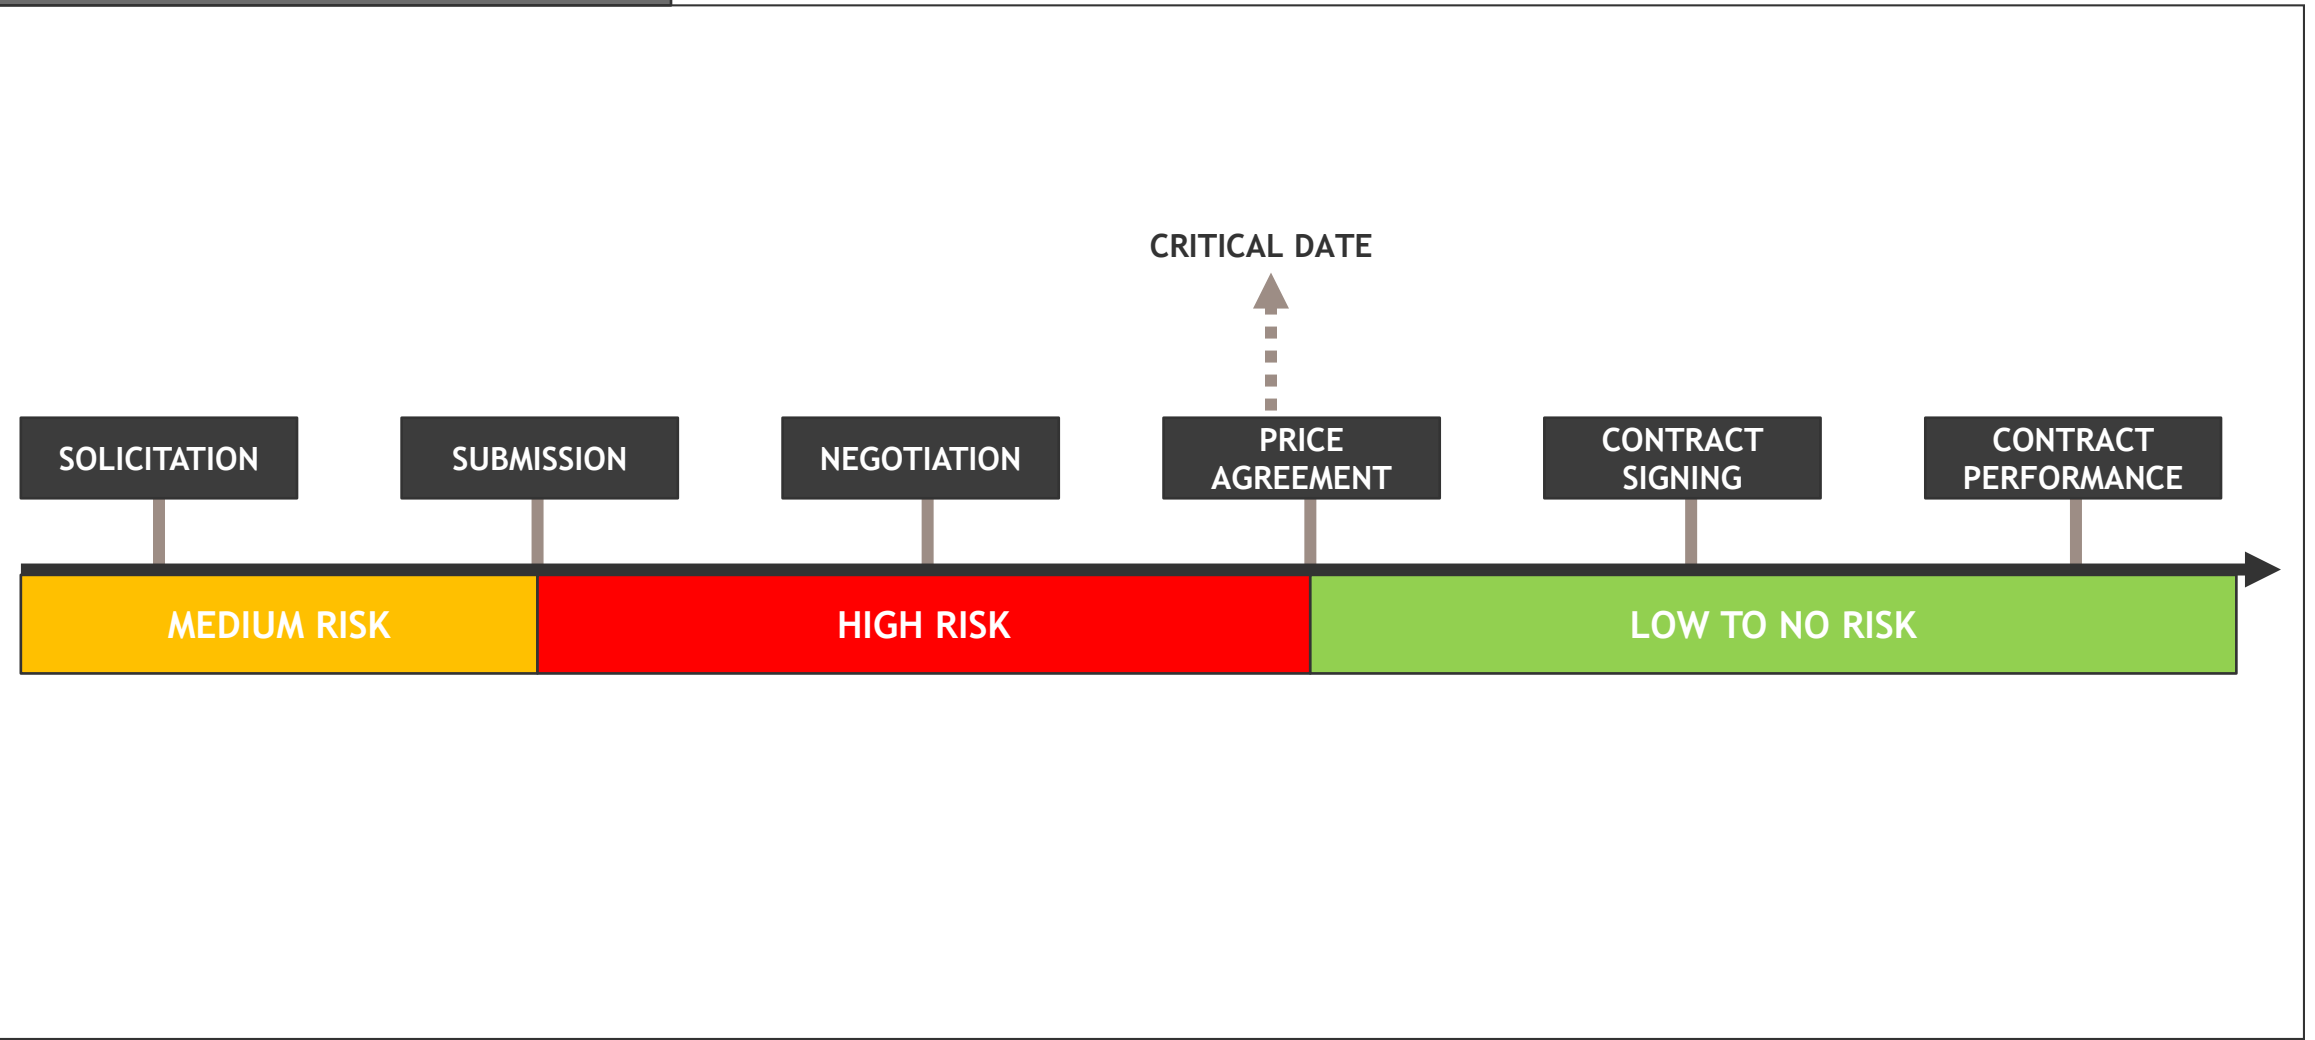 CRITICAL DATE
SOLICITATION
SUBMISSION
NEGOTIATION
PRICE
AGREEMENT
CONTRACT
SIGNING
CONTRACT
PERFORMANCE
MEDIUM RISK
HIGH RISK
LOW TO NO RISK